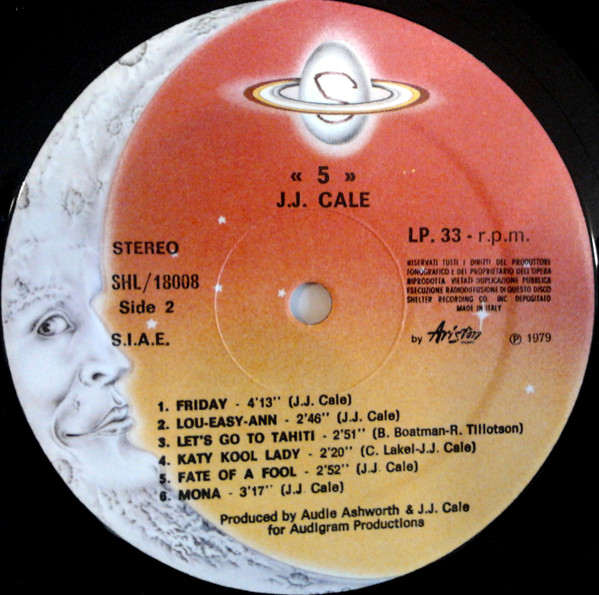 S
« 5 »
J.J. CALE
STEREO
SHL/18008
Side 2
S.I.A.E.
LP. 33 - r.p.m.
RISERVATI TUTTI I DIRITTI DEL PRODUTTORE
FONOGRAFICO E DEL PROPRIETARIO DELL'OPERA
RIPRODOTTA VIETATI DUPLICAZIONE PUBBLICA
ESECUZIONE RADIODIFFUSIONE DI QUESTO DISCO
SHELTER RECORDING CO. INC. DEPOSITATO
MADE IN ITALY
by Ariston ℗ 1979
1. FRIDAY - 4'13'' (J.J. Cale)
2. LOU-EASY-ANN - 2'46'' (J.J. Cale)
3. LET'S GO TO TAHITI - 2'51'' (B. Boatman-R. Tillotson)
4. KATY KOOL LADY - 2'20'' (C. Lakel-J.J. Cale)
5. FATE OF A FOOL - 2'52'' (J.J. Cale)
6. MONA - 3'17'' (J.J. Cale)
Produced by Audie Ashworth & J.J. Cale
for Audigram Productions